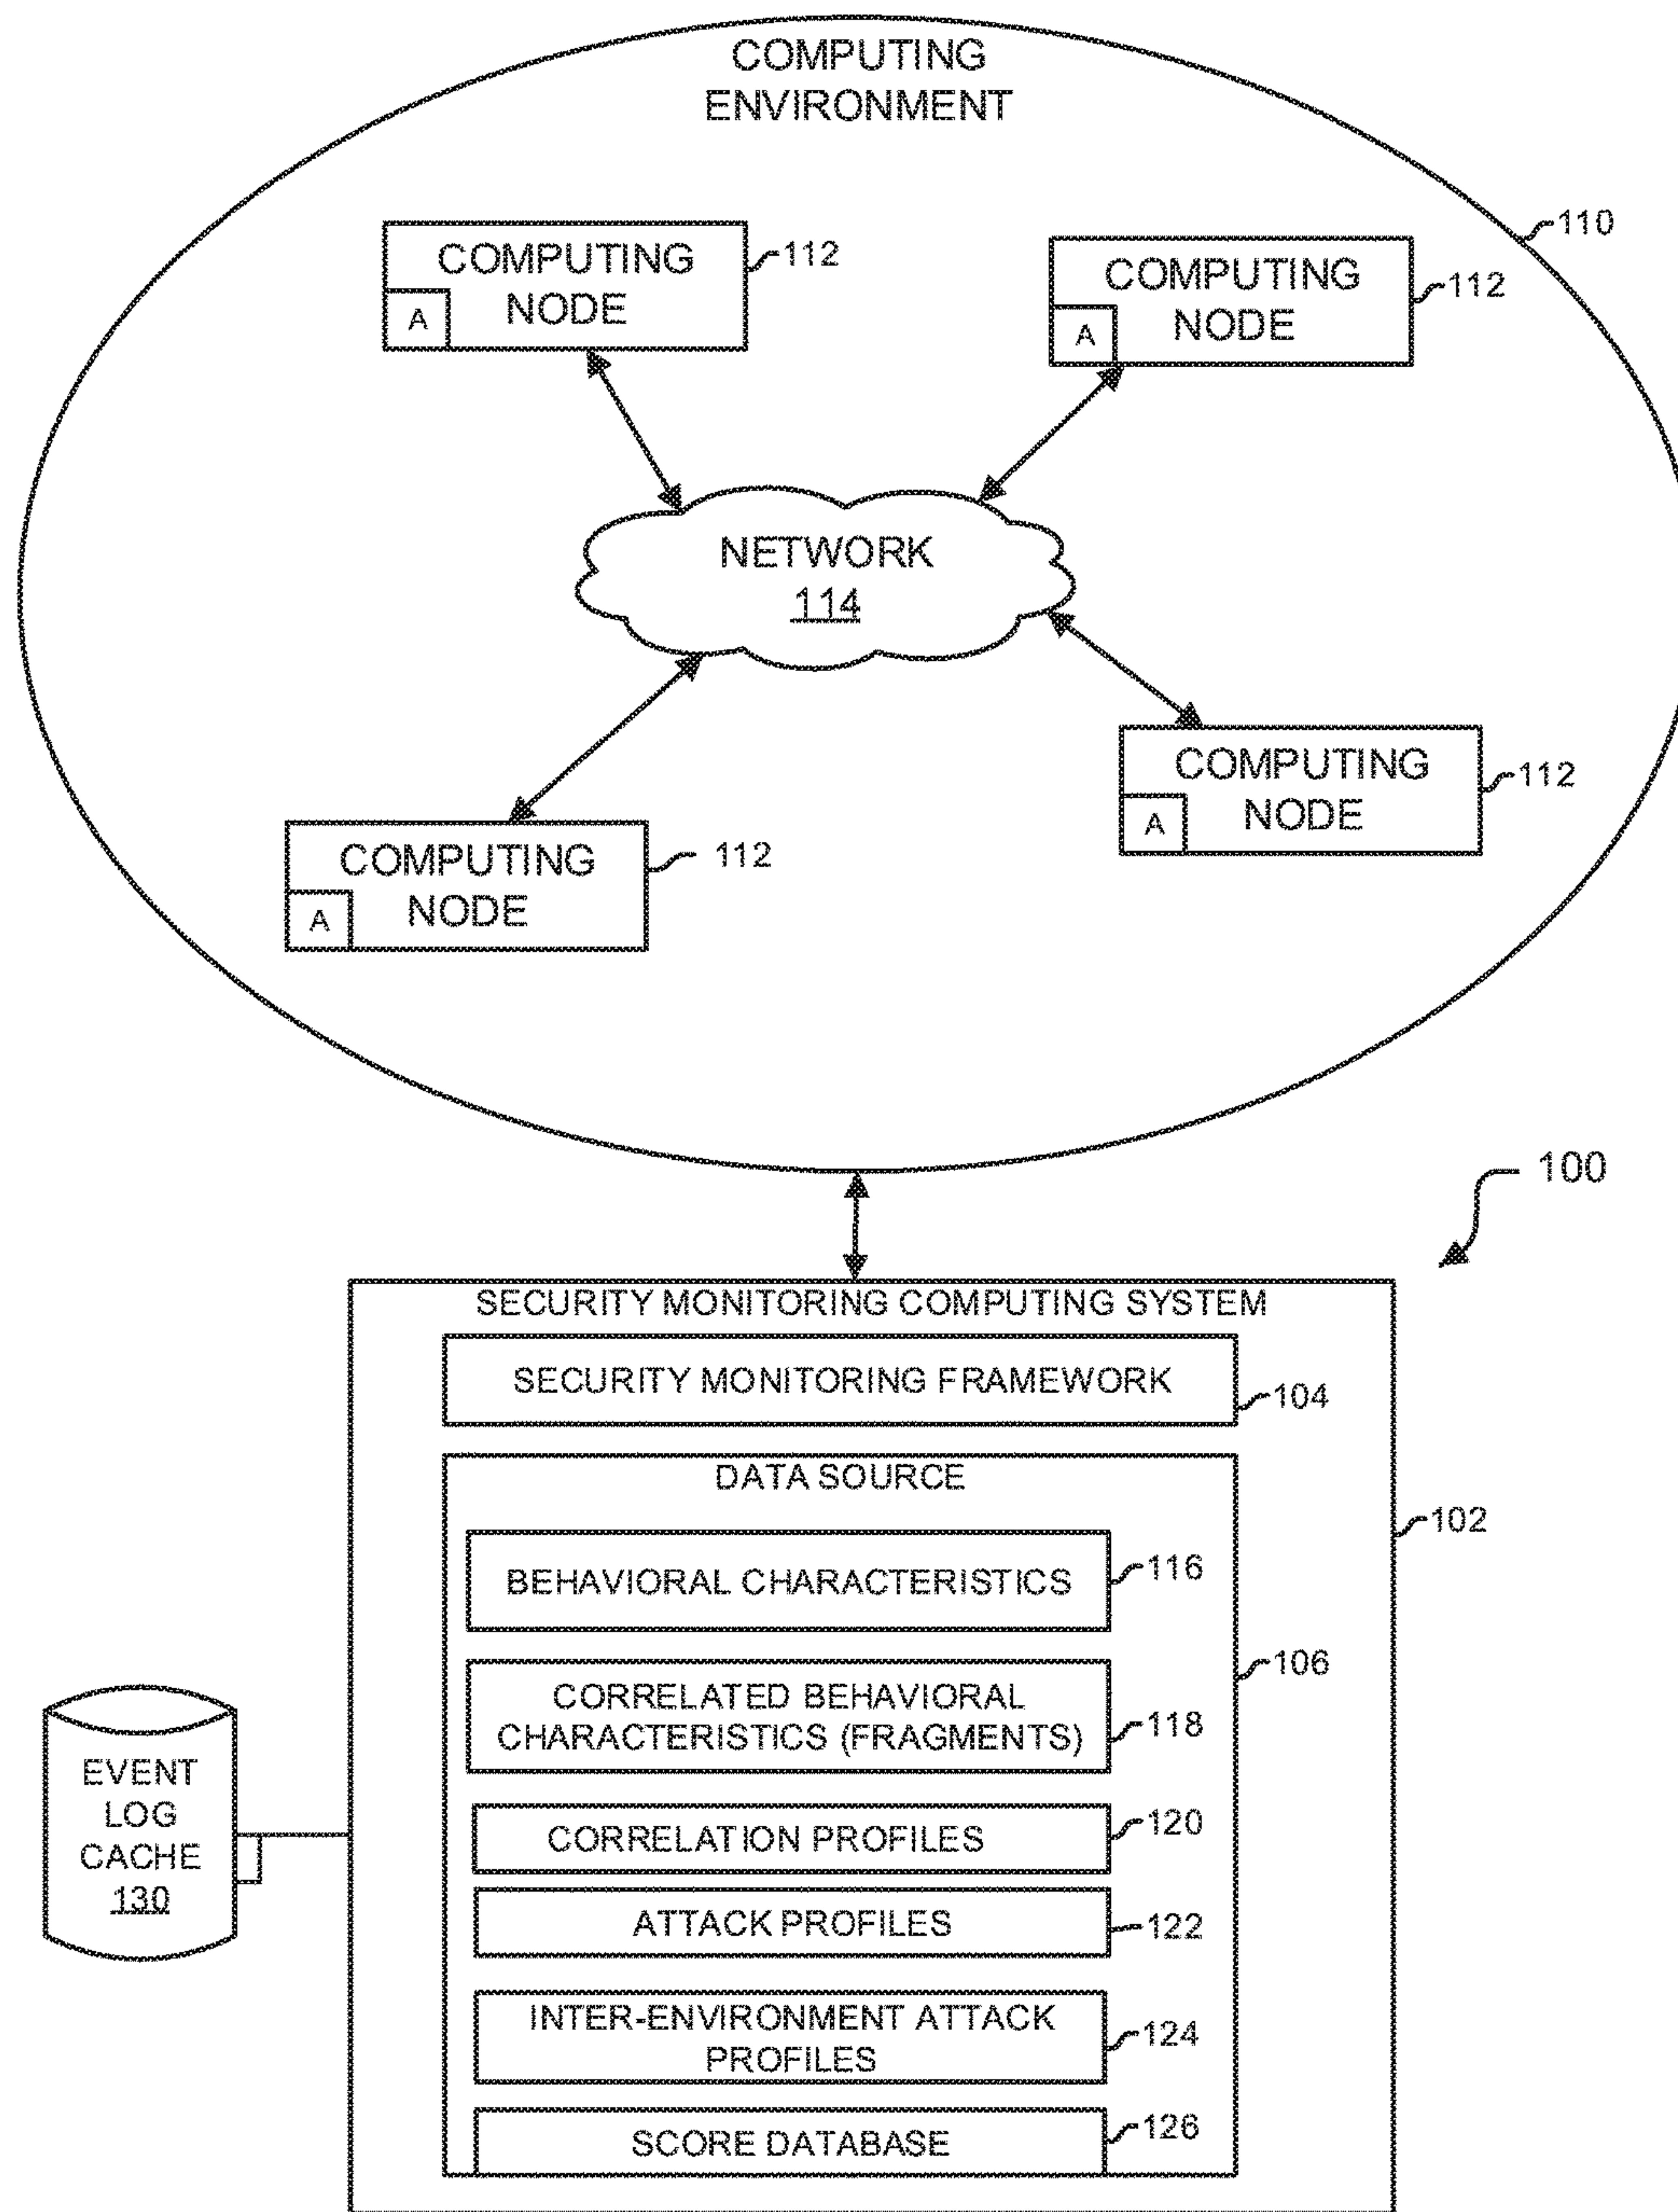 COMPUTING
ENVIRONMENT
110
COMPUTING
NODE
A
112
COMPUTING
NODE
A
112
NETWORK
114
COMPUTING
NODE
A
112
COMPUTING
NODE
A
112
100
SECURITY MONITORING COMPUTING SYSTEM
SECURITY MONITORING FRAMEWORK
104
DATA SOURCE
102
BEHAVIORAL CHARACTERISTICS
116
106
CORRELATED BEHAVIORAL
CHARACTERISTICS (FRAGMENTS)
118
EVENT
LOG
CACHE
130
CORRELATION PROFILES
120
ATTACK PROFILES
122
INTER-ENVIRONMENT ATTACK
PROFILES
124
SCORE DATABASE
126